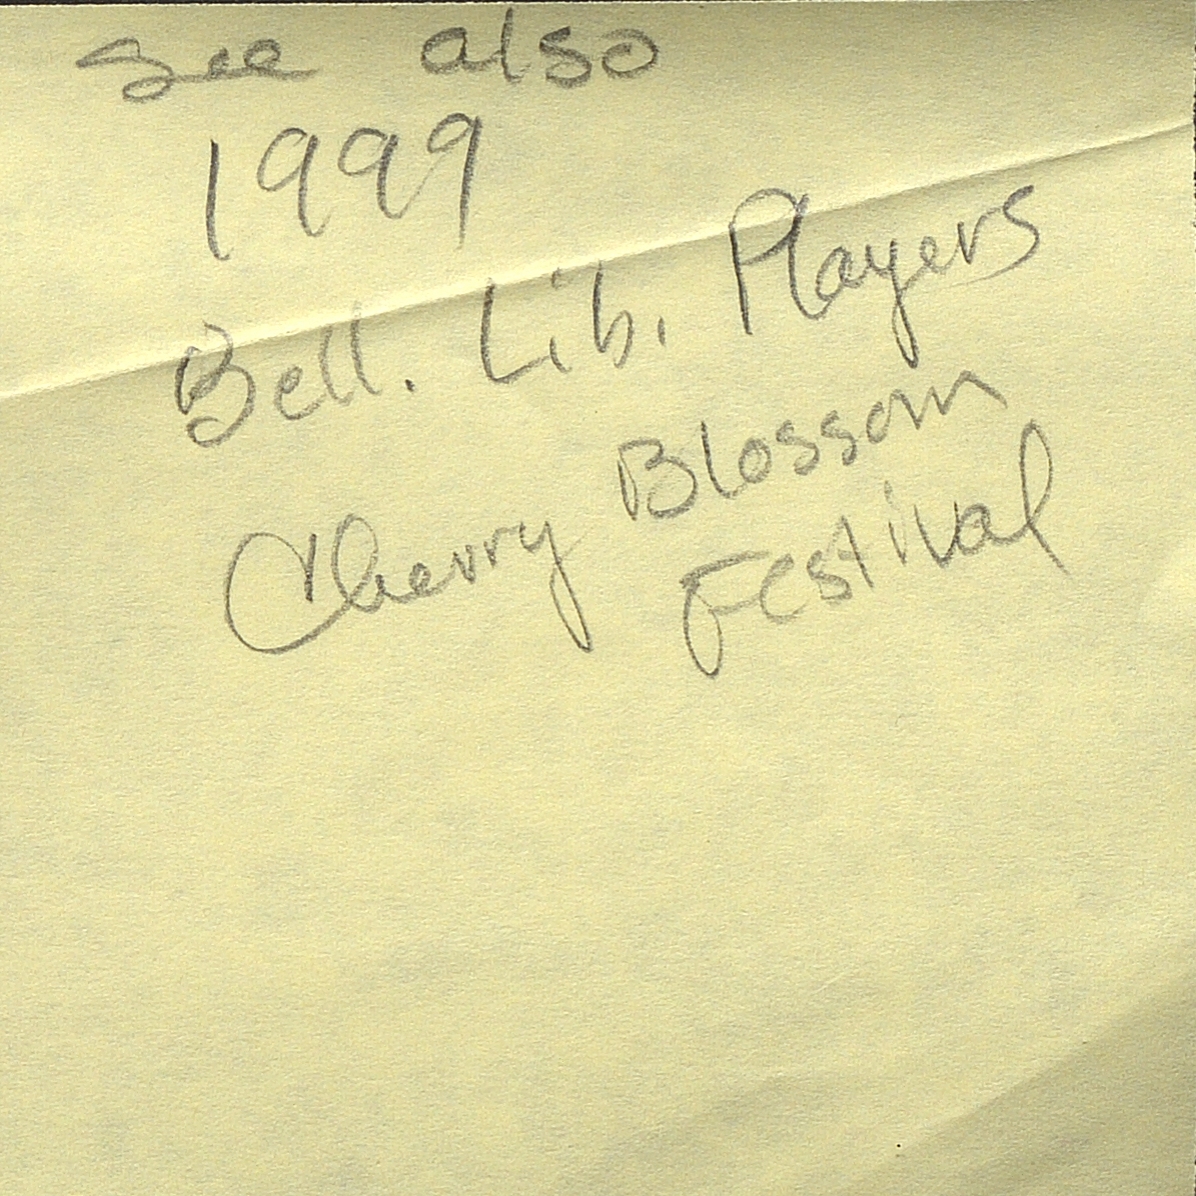 see also
1999
Bell. Lib. Players
Cherry Blossom
Festival